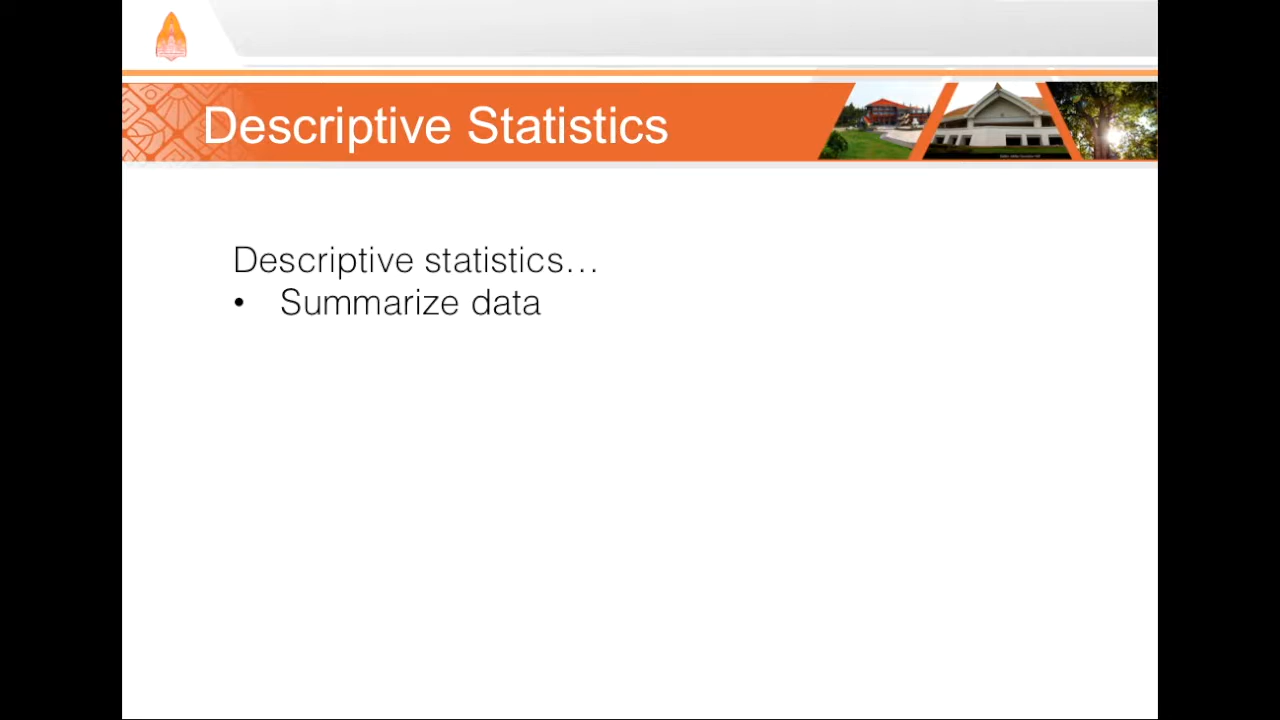 Descriptive Statistics
Descriptive statistics…
• Summarize data